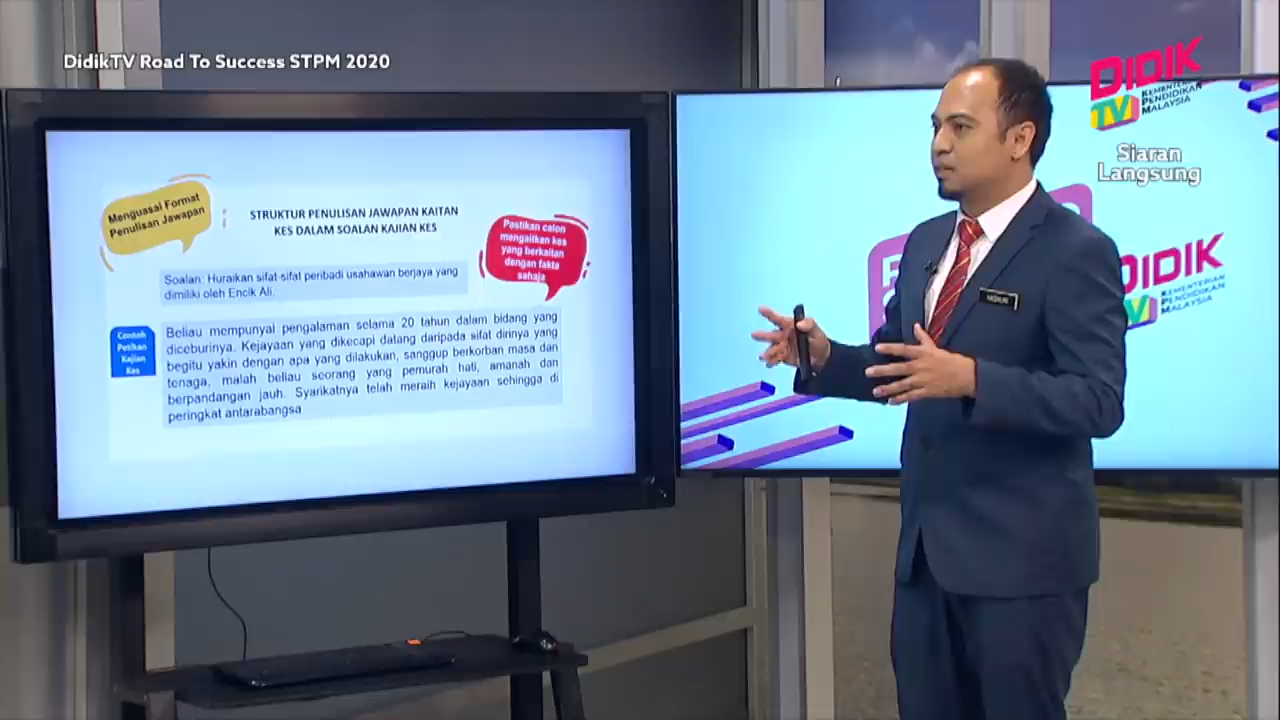 DidikTV Road To Success STPM 2020
DIDIK
TV KEMENTERIAN
PENDIDIKAN
MALAYSIA
Siaran
Langsung
Menguasai Format
Penulisan Jawapan
STRUKTUR PENULISAN JAWAPAN KAITAN
KES DALAM SOALAN KAJIAN KES
Pastikan calon
mengaitkan kes
yang berkaitan
dengan fakta
sahaja
Soalan: Huraikan sifat-sifat peribadi usahawan berjaya yang
dimiliki oleh Encik Ali.
Contoh
Petikan
Kajian
Kes
Beliau mempunyai pengalaman selama 20 tahun dalam bidang yang
diceburinya. Kejayaan yang dikecapi datang daripada sifat dirinya yang
begitu yakin dengan apa yang dilakukan, sanggup berkorban masa dan
tenaga, malah beliau seorang yang pemurah hati, amanah dan
berpandangan jauh. Syarikatnya telah meraih kejayaan sehingga di
peringkat antarabangsa
DIDIK
TV KEMENTERIAN
PENDIDIKAN
MALAYSIA